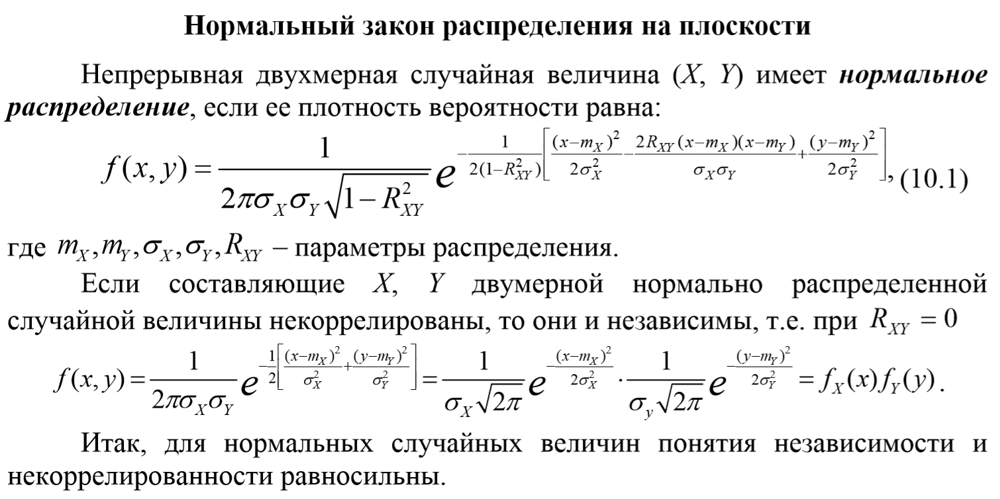 Нормальный закон распределения на плоскости
Непрерывная двухмерная случайная величина (X, Y) имеет нормальное
распределение, если ее плотность вероятности равна:
f(x, y) = \frac{1}{2\pi\sigma_X\sigma_Y\sqrt{1-R_{XY}^2}} e^{-\frac{1}{2(1-R_{XY}^2)}\left[\frac{(x-m_X)^2}{2\sigma_X^2}-\frac{2R_{XY}(x-m_X)(x-m_Y)}{\sigma_X\sigma_Y}+\frac{(y-m_Y)^2}{2\sigma_Y^2}\right]}, (10.1)
где m_X, m_Y, σ_X, σ_Y, R_{XY} – параметры распределения.
Если составляющие X, Y двумерной нормально распределенной
случайной величины некоррелированы, то они и независимы, т.е. при R_{XY} = 0
f(x, y) = \frac{1}{2\pi\sigma_X\sigma_Y} e^{-\frac{1}{2}\left[\frac{(x-m_X)^2}{\sigma_X^2}+\frac{(y-m_Y)^2}{\sigma_Y^2}\right]} = \frac{1}{\sigma_X\sqrt{2\pi}} e^{-\frac{(x-m_X)^2}{2\sigma_X^2}} \cdot \frac{1}{\sigma_y\sqrt{2\pi}} e^{-\frac{(y-m_Y)^2}{2\sigma_Y^2}} = f_X(x) f_Y(y).
Итак, для нормальных случайных величин понятия независимости и
некоррелированности равносильны.